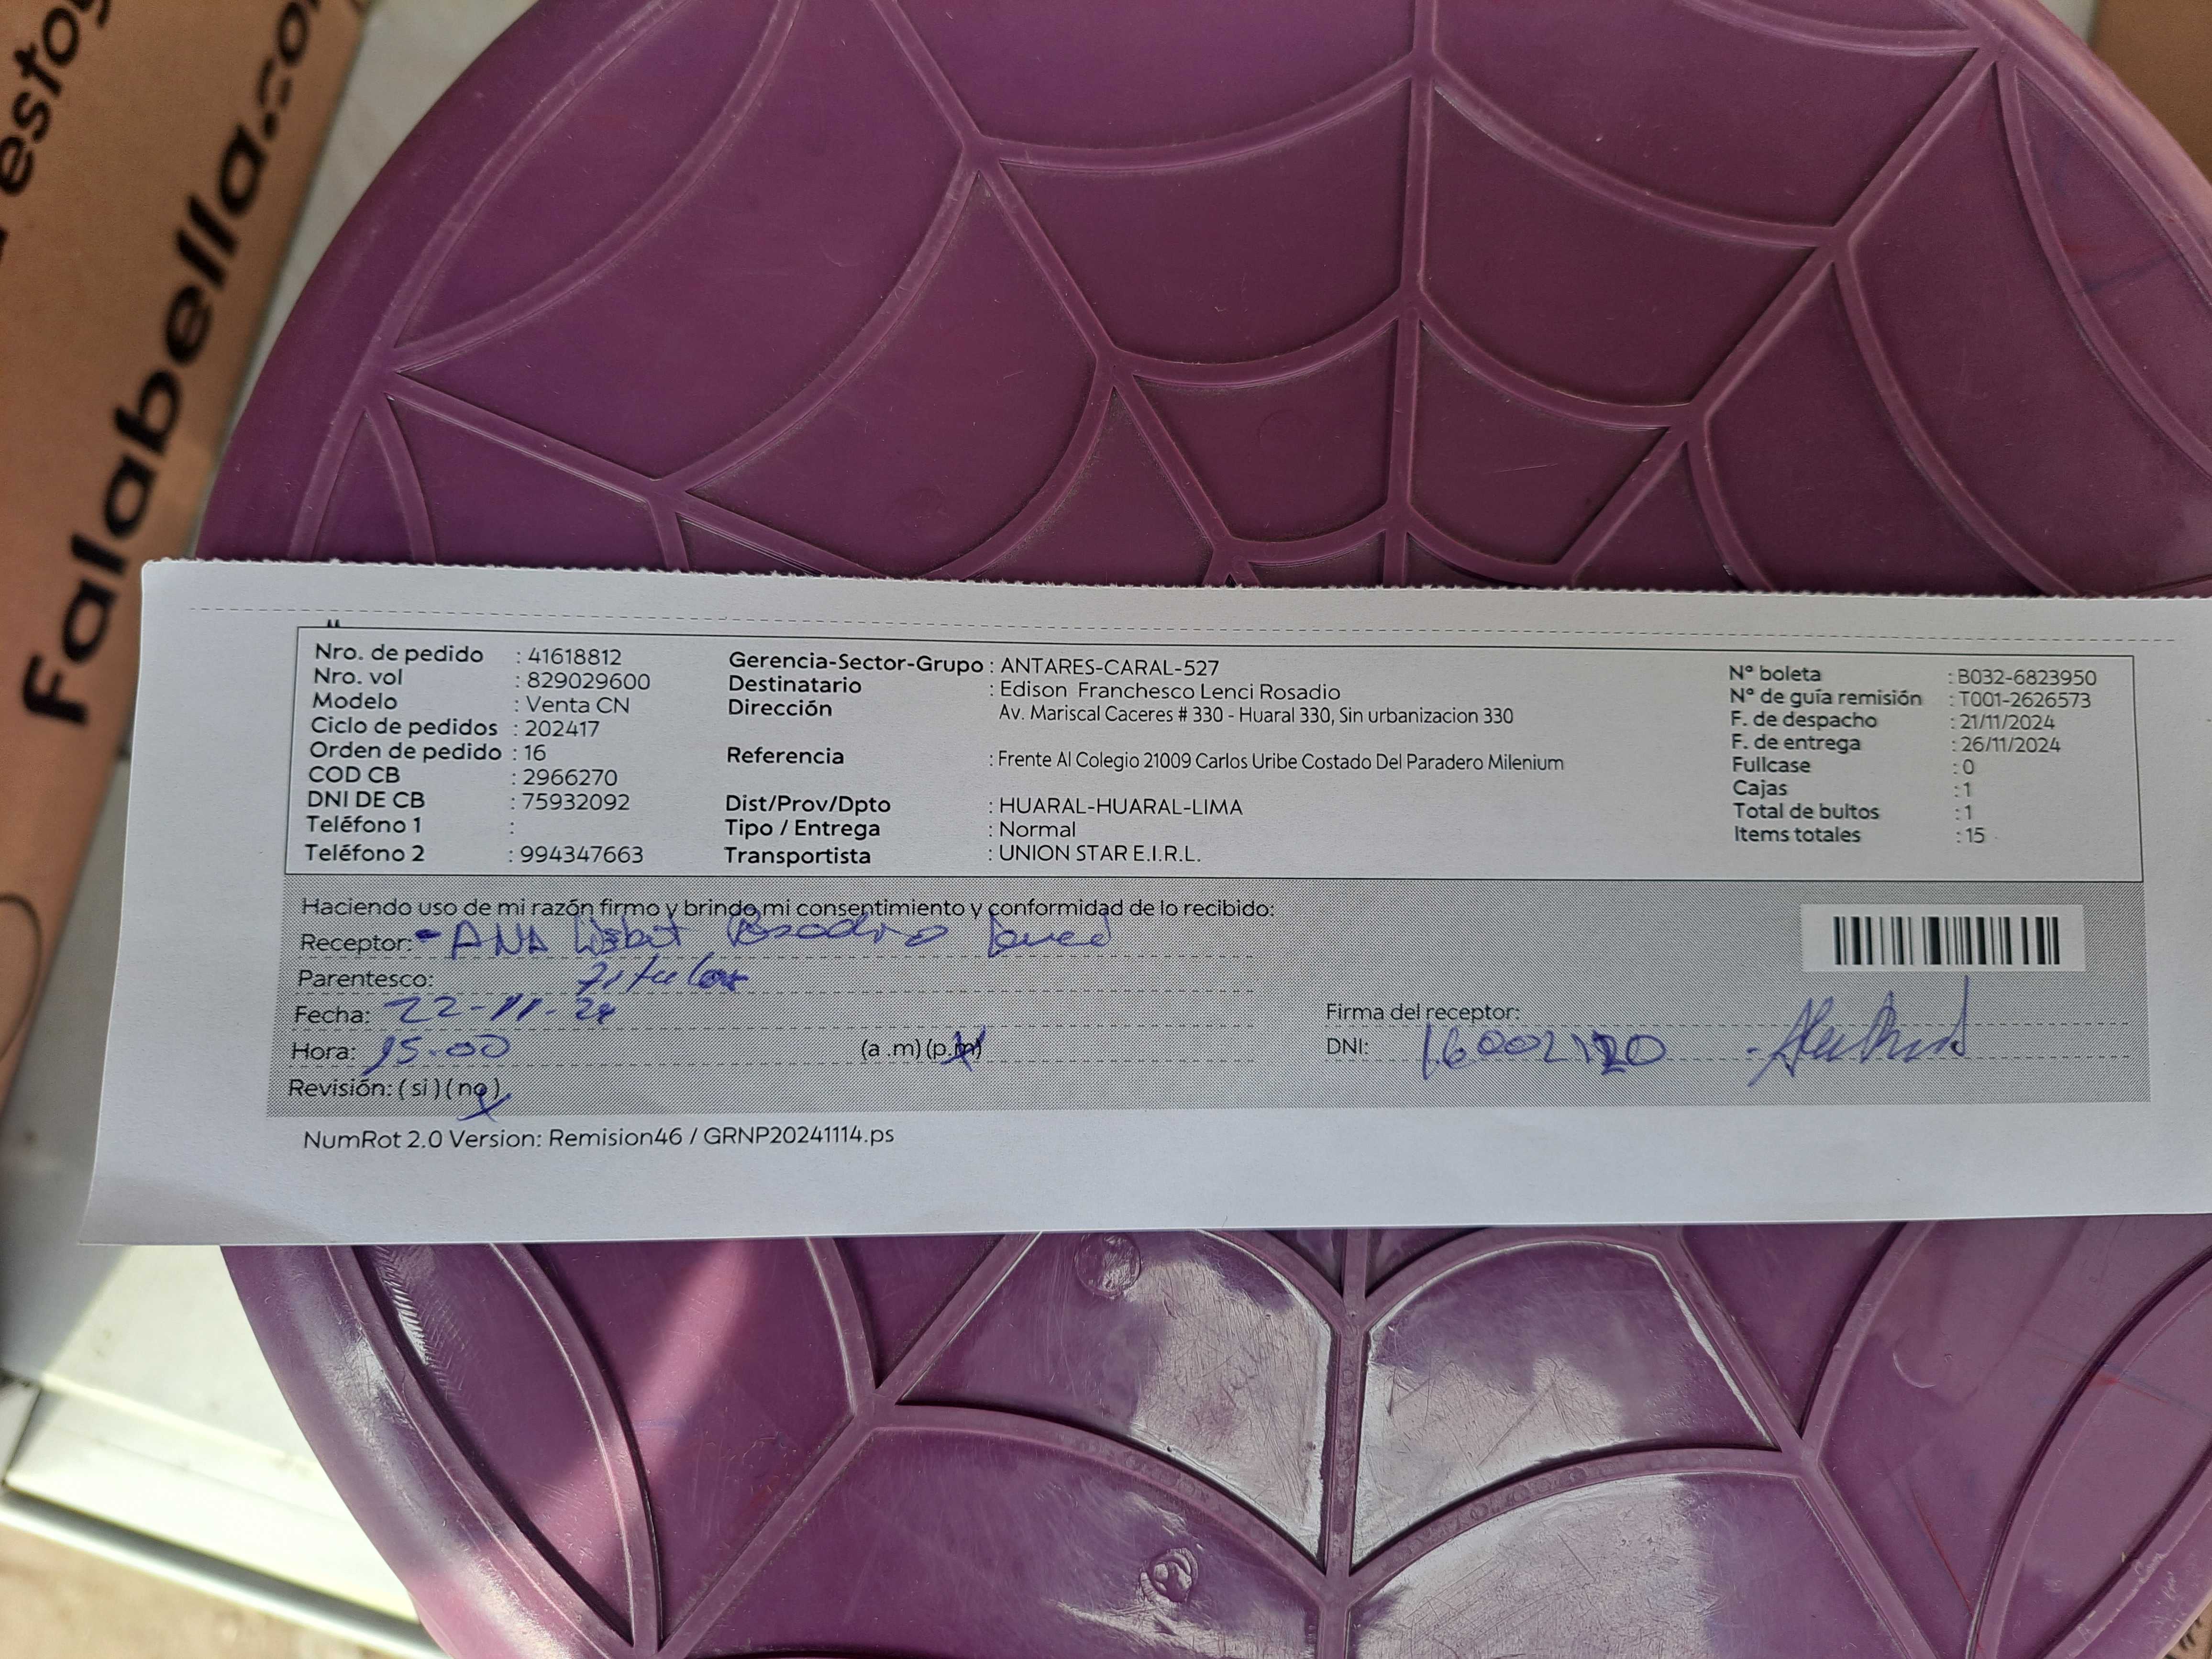 Falabella.co
Nro. de pedido : 41618812
Nro. vol : 829029600
Modelo : Venta CN
Ciclo de pedidos : 202417
Orden de pedido : 16
COD CB : 2966270
DNI DE CB : 75932092
Teléfono 1 :
Teléfono 2 : 994347663
Gerencia-Sector-Grupo : ANTARES-CARAL-527
Destinatario : Edison Franchesco Lenci Rosadio
Dirección Av. Mariscal Caceres # 330 - Huaral 330, Sin urbanizacion 330
Referencia : Frente Al Colegio 21009 Carlos Uribe Costado Del Paradero Milenium
Dist/Prov/Dpto : HUARAL-HUARAL-LIMA
Tipo / Entrega : Normal
Transportista : UNION STAR E.I.R.L.
N° boleta : B032-6823950
N° de guía remisión : T001-2626573
F. de despacho : 21/11/2024
F. de entrega : 26/11/2024
Fullcase : 0
Cajas : 1
Total de bultos : 1
Items totales : 15
Haciendo uso de mi razón firmo y brindo mi consentimiento y conformidad de lo recibido:
Receptor: - ANA
Parentesco: Titular
Fecha: 22-11-24
Hora: 15-00 (a .m) (p.m)
Revisión: ( si ) ( no )
Firma del receptor:
DNI:
NumRot 2.0 Version: Remision46 / GRNP20241114.ps